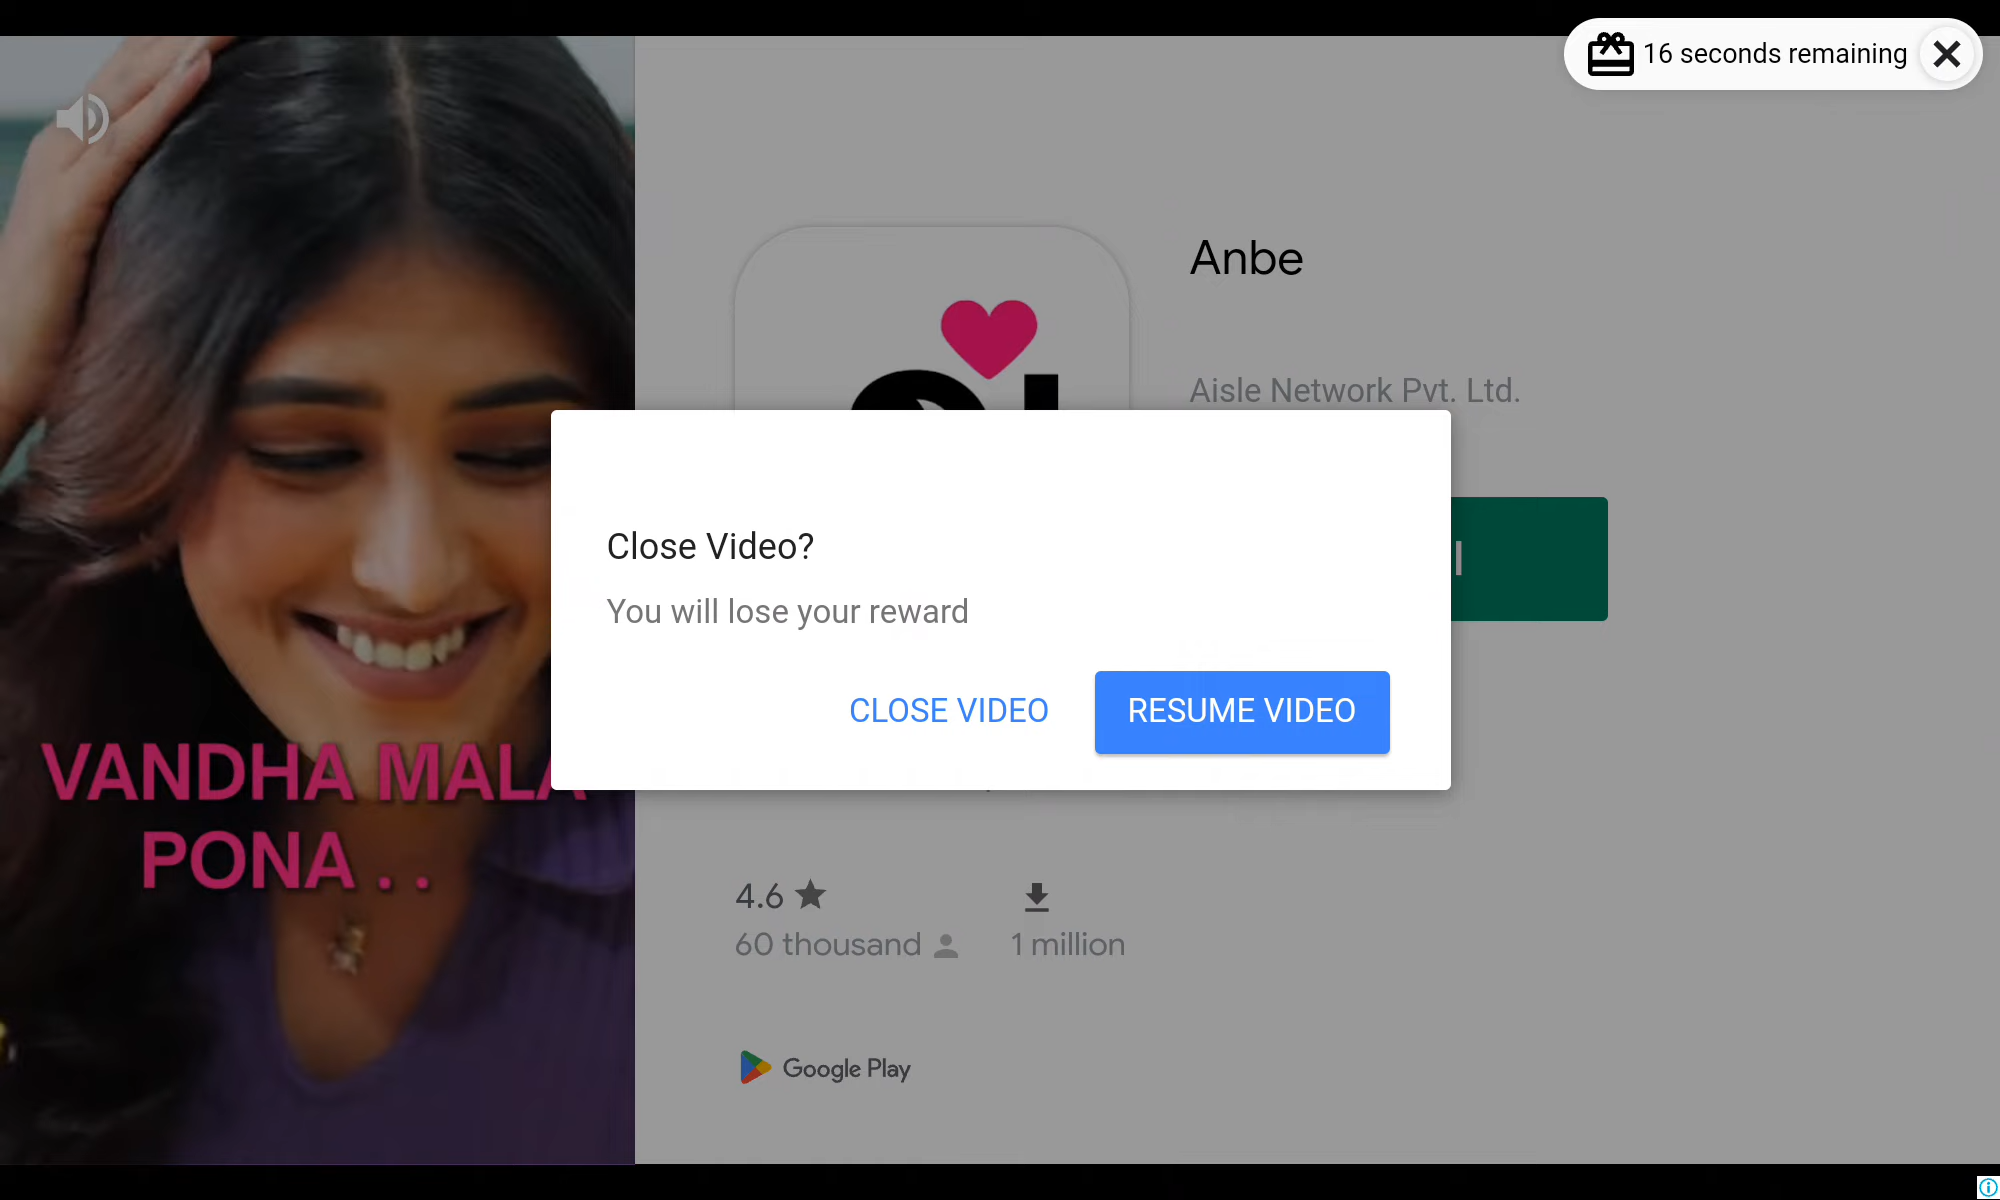 16 seconds remaining
Anbe
Aisle Network Pvt. Ltd.
Close Video?
You will lose your reward
CLOSE VIDEO
RESUME VIDEO
VANDHA MALA
PONA . .
4.6
60 thousand
1 million
Google Play